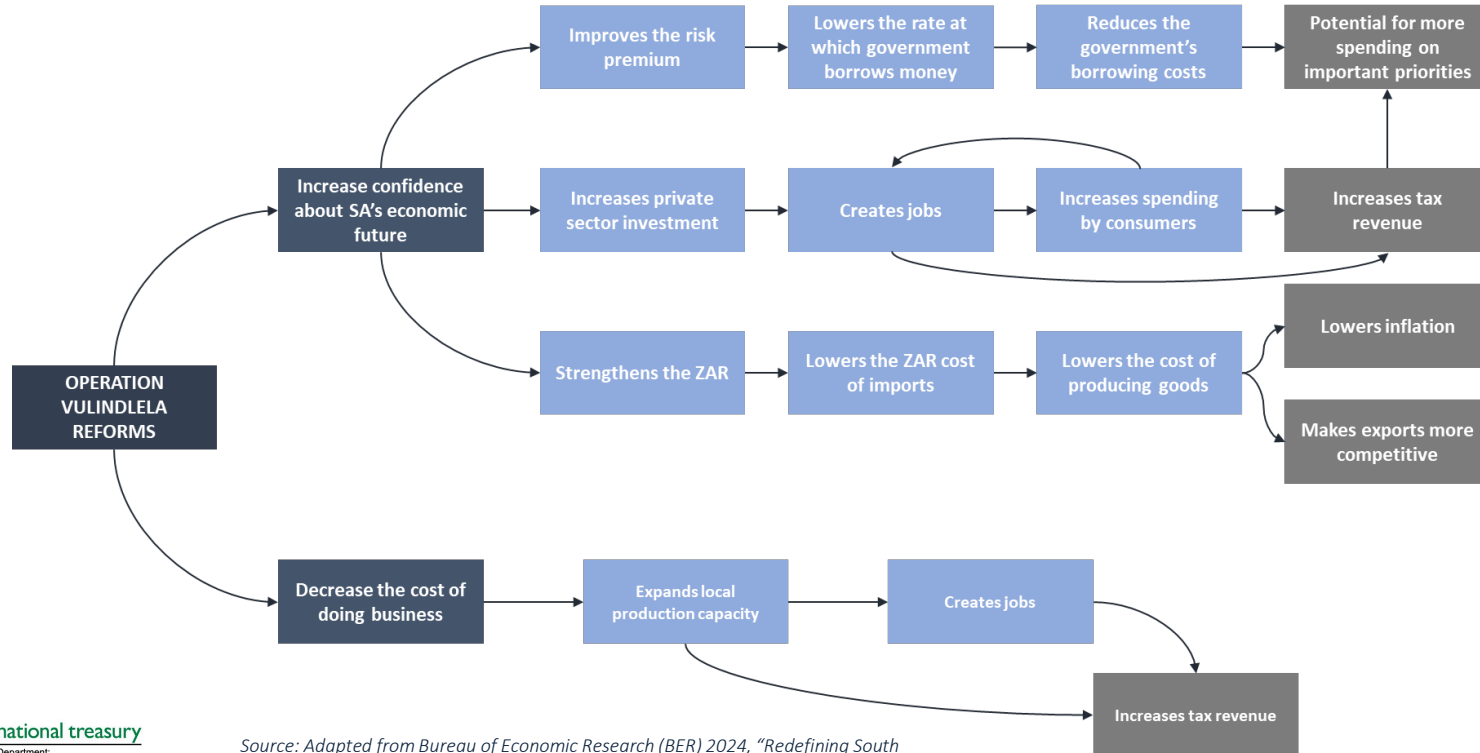 Improves the risk
premium
Lowers the rate at
which government
borrows money
Reduces the
government's
borrowing costs
Potential for more
spending on
important priorities
Increase confidence
about SA's economic
future
Increases private
sector investment
Creates jobs
Increases spending
by consumers
Increases tax
revenue
Strengthens the ZAR
Lowers the ZAR cost
of imports
Lowers the cost of
producing goods
Lowers inflation
Makes exports more
competitive
OPERATION
VULINDLELA
REFORMS
Decrease the cost of
doing business
Expands local
production capacity
Creates jobs
Increases tax revenue
national treasury
Department:
Source: Adapted from Bureau of Economic Research (BER) 2024, "Redefining South